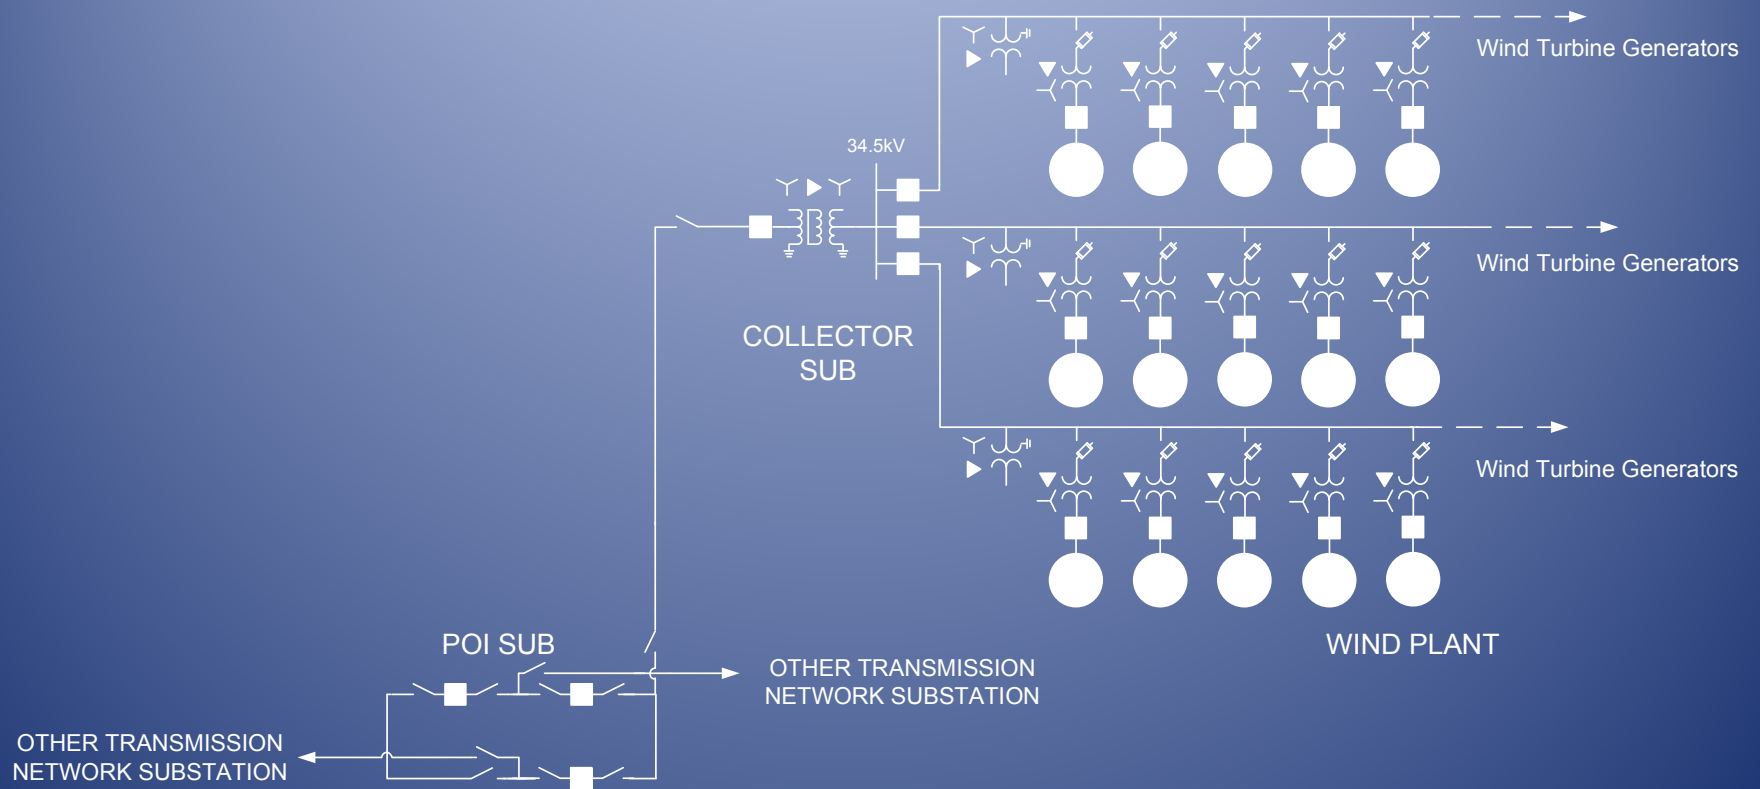 Wind Turbine Generators
34.5kV
Wind Turbine Generators
COLLECTOR
SUB
Wind Turbine Generators
POI SUB
WIND PLANT
OTHER TRANSMISSION
NETWORK SUBSTATION
OTHER TRANSMISSION
NETWORK SUBSTATION